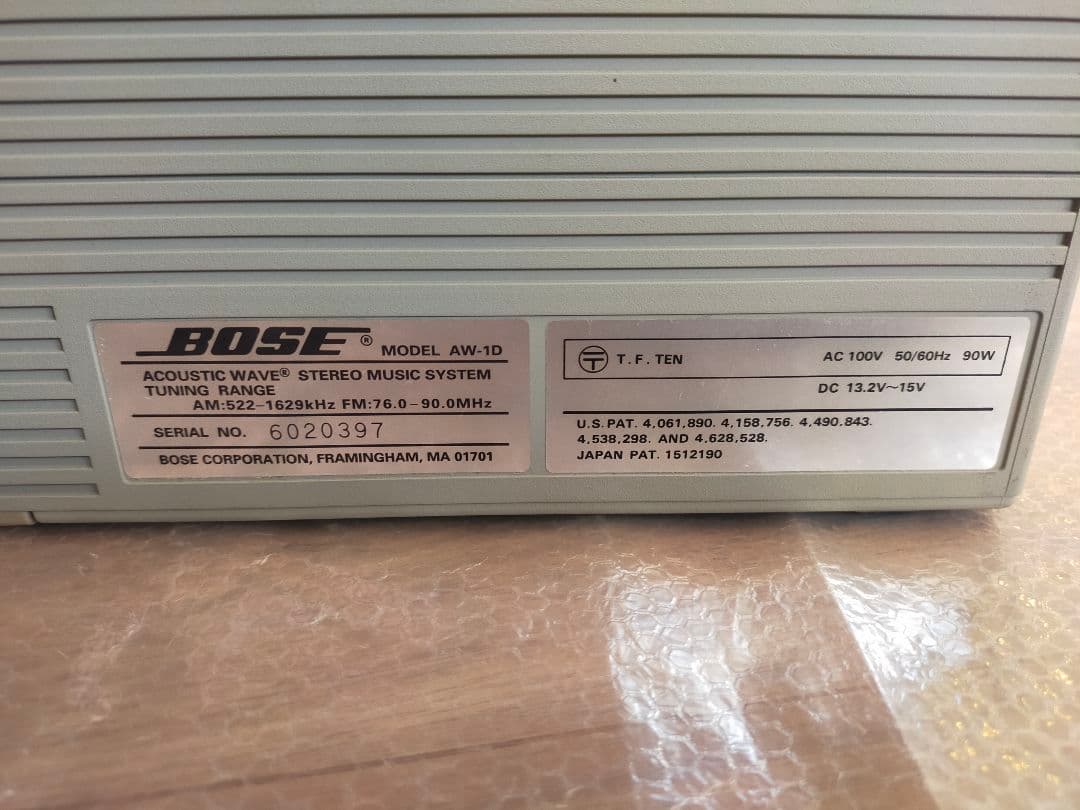 BOSE® MODEL AW-1D
ACOUSTIC WAVE® STEREO MUSIC SYSTEM
TUNING RANGE
AM:522-1629kHz FM:76.0-90.0MHz
SERIAL NO. 6020397
BOSE CORPORATION, FRAMINGHAM, MA 01701
T. F. TEN AC 100V 50/60Hz 90W
DC 13.2V~15V
U.S.PAT. 4,061,890. 4,158,756. 4,490,843.
4,538,298. AND 4,628,528.
JAPAN PAT. 1512190